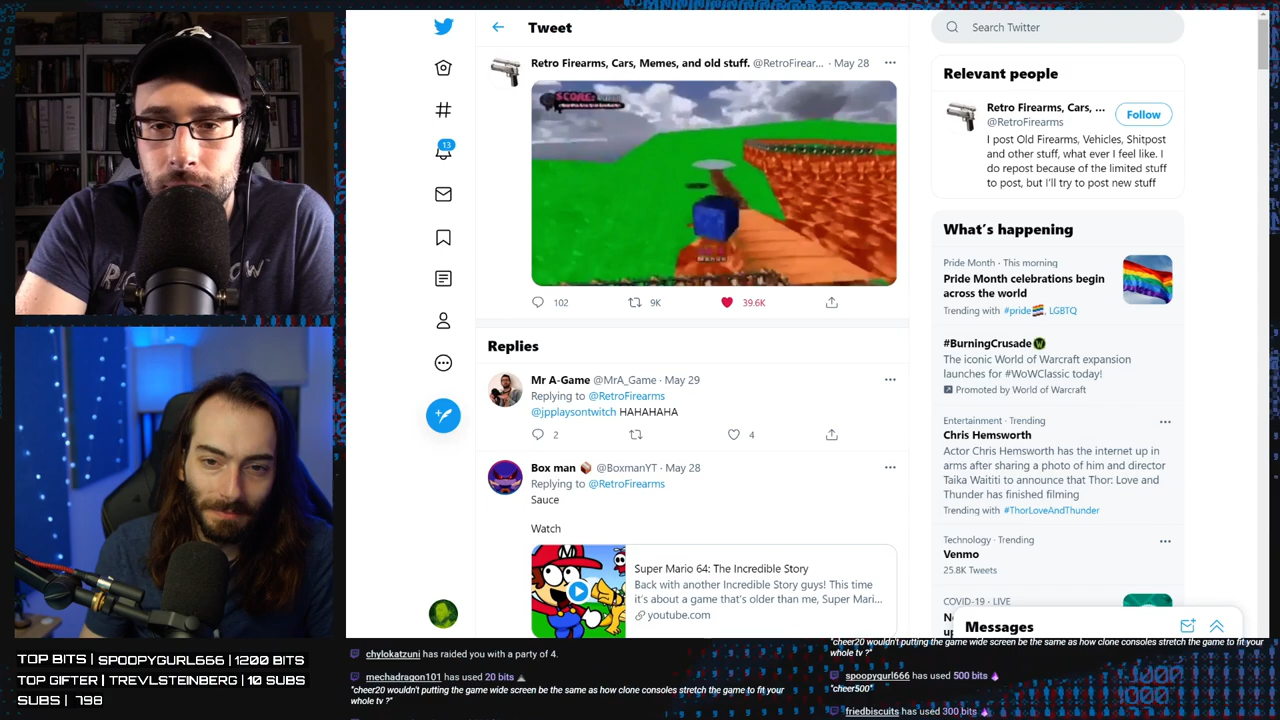 Tweet
Retro Firearms, Cars, Memes, and old stuff. @RetroFirear... · May 28
SCORE:
102
9K
39.6K
Replies
Mr A-Game @MrA_Game · May 29
Replying to @RetroFirearms
@jpplaysontwitch HAHAHAHA
2
4
Box man @BoxmanYT · May 28
Replying to @RetroFirearms
Sauce
Watch
Super Mario 64: The Incredible Story
Back with another Incredible Story guys! This time
it's about a game that's older than me, Super Mari...
youtube.com
13
Search Twitter
Relevant people
Retro Firearms, Cars, ...
@RetroFirearms
Follow
I post Old Firearms, Vehicles, Shitpost
and other stuff, what ever I feel like. I
do repost because of the limited stuff
to post, but I'll try to post new stuff
What's happening
Pride Month · This morning
Pride Month celebrations begin
across the world
Trending with #pride, LGBTQ
#BurningCrusade
The iconic World of Warcraft expansion
launches for #WoWClassic today!
Promoted by World of Warcraft
Entertainment · Trending
Chris Hemsworth
Actor Chris Hemsworth has the internet up in
arms after sharing a photo of him and director
Taika Waititi to announce that Thor: Love and
Thunder has finished filming
Trending with #ThorLoveAndThunder
Technology · Trending
Venmo
25.8K Tweets
COVID-19 · LIVE
Messages
TOP BITS | SPOOPYGURL666 | 1200 BITS
TOP GIFTER | TREVLSTEINBERG | 10 SUBS
SUBS | 798
chylokatzuni has raided you with a party of 4.
mechadragon101 has used 20 bits
"cheer20 wouldn't putting the game wide screen be the same as how clone consoles stretch the game to fit your
whole tv ?"
"cheer20 wouldn't putting the game wide screen be the same as how clone consoles stretch the game to fit your
whole tv ?"
spoopygurl666 has used 500 bits
"cheer500"
friedbiscuits has used 300 bits